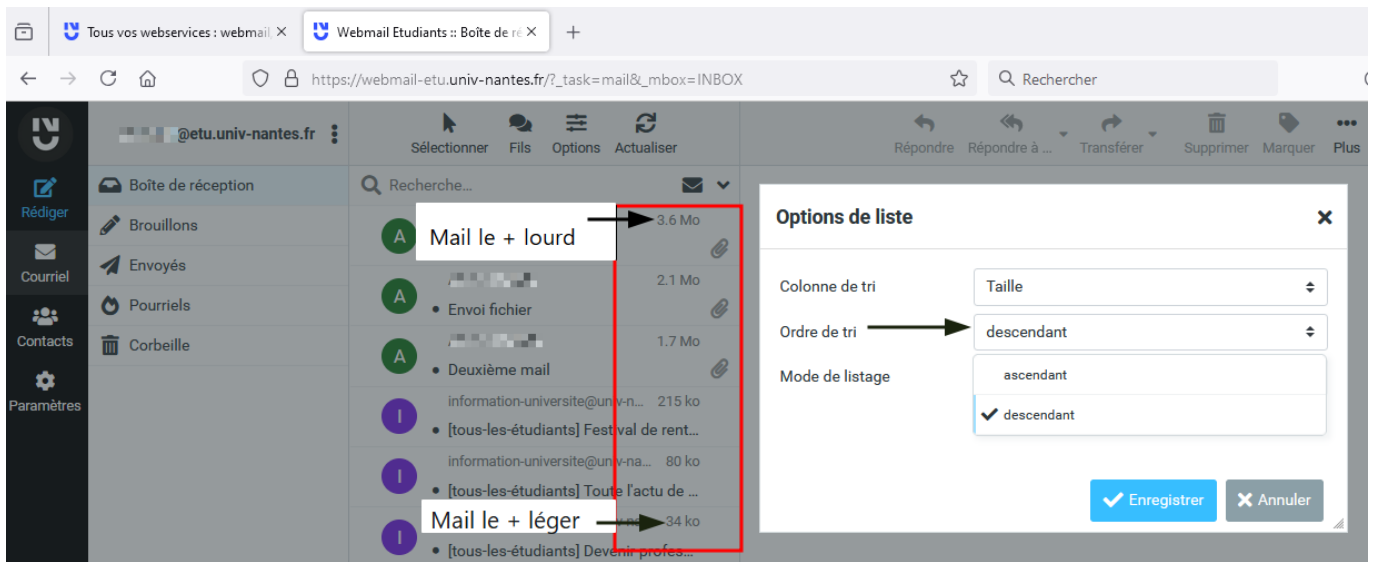 Tous vos webservices : webmail,
Webmail Etudiants :: Boîte de ré
https://webmail-etu.univ-nantes.fr/?_task=mail&_mbox=INBOX
Rechercher
@etu.univ-nantes.fr
Sélectionner Fils Options Actualiser
Répondre Répondre à ... Transférer Supprimer Marquer Plus
Rédiger
Courriel
Contacts
Paramètres
Boîte de réception
Brouillons
Envoyés
Pourriels
Corbeille
Recherche...
A
Mail le + lourd
3.6 Mo
A
2.1 Mo
• Envoi fichier
A
1.7 Mo
• Deuxième mail
I
information-universite@univ-n... 215 ko
• [tous-les-étudiants] Festival de rent...
I
information-universite@univ-na... 80 ko
• [tous-les-étudiants] Toute l'actu de ...
I
Mail le + léger
34 ko
• [tous-les-étudiants] Devenir profes...
Options de liste
Colonne de tri Taille
Ordre de tri descendant
Mode de listage
ascendant
descendant
Enregistrer Annuler